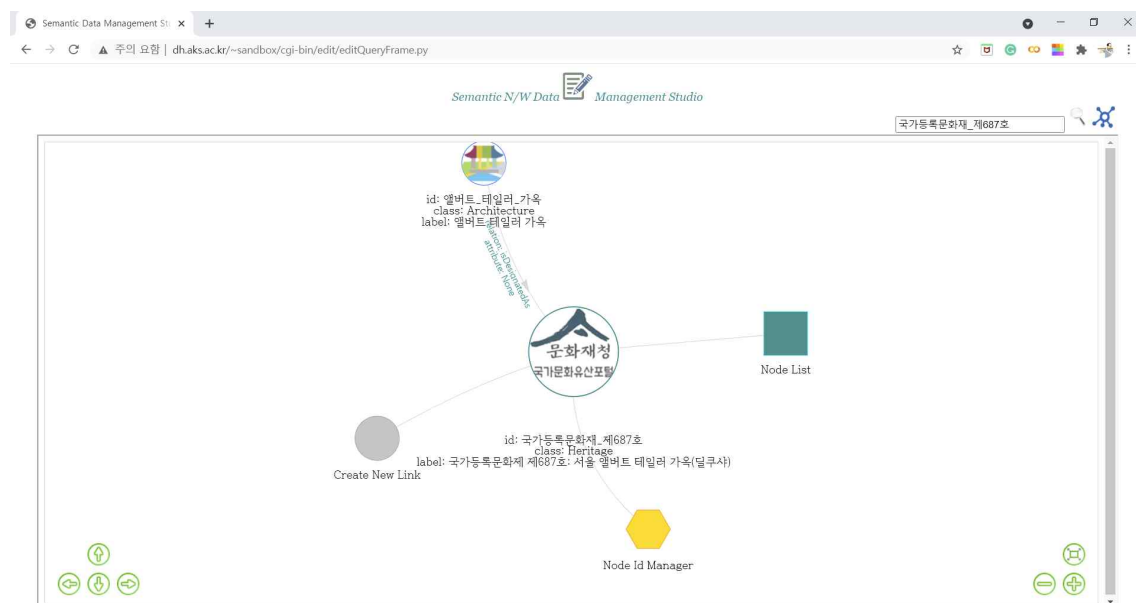 Semantic Data Management Stu
주의 요함 | dh.aks.ac.kr/~sandbox/cgi-bin/edit/editQueryFrame.py
Semantic N/W Data Management Studio
국가등록문화재_제687호
id: 앨버트_테일러_가옥
class: Architecture
label: 앨버트 테일러 가옥
relation: isDesignatedAs
attribute: None
문화재청
국가문화유산포털
Node List
id: 국가등록문화재_제687호
class: Heritage
label: 국가등록문화제 제687호: 서울 앨버트 테일러 가옥(딜쿠샤)
Create New Link
Node Id Manager